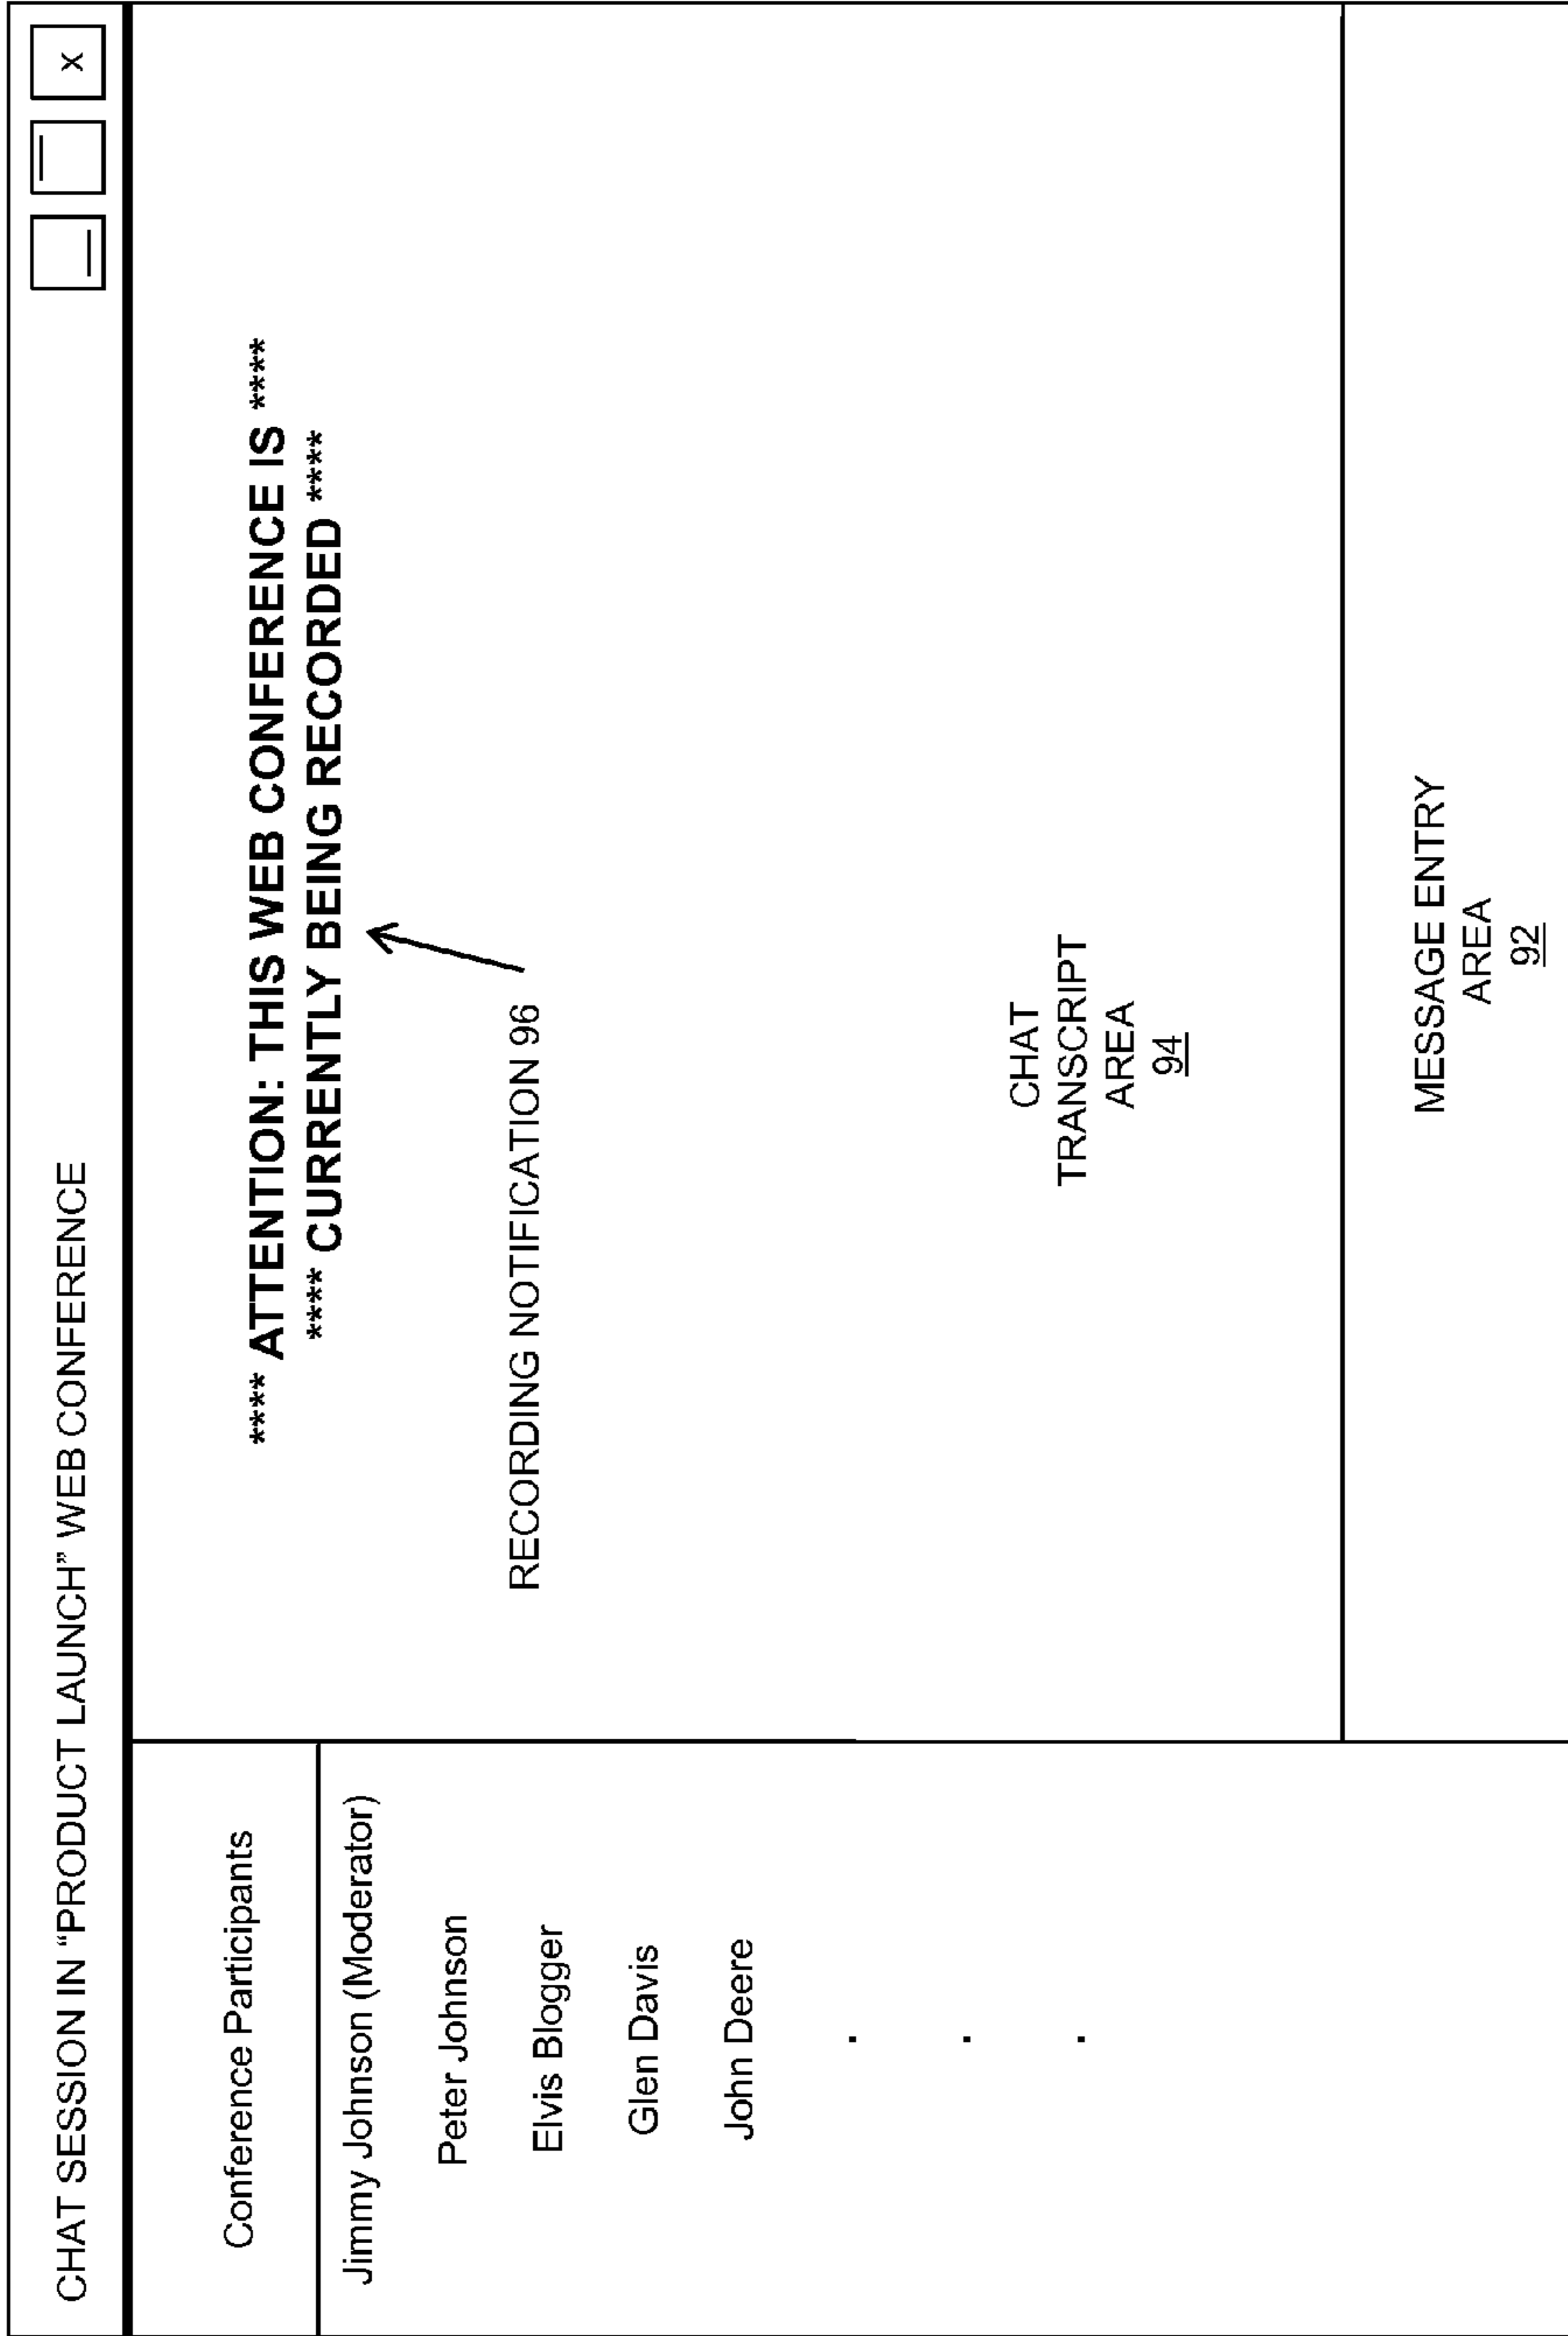 CHAT SESSION IN “PRODUCT LAUNCH” WEB CONFERENCE
X
Conference Participants
Jimmy Johnson (Moderator)
Peter Johnson
Elvis Blogger
Glen Davis
John Deere
.
.
.
**** ATTENTION: THIS WEB CONFERENCE IS ****
**** CURRENTLY BEING RECORDED ****
RECORDING NOTIFICATION 96
CHAT
TRANSCRIPT
AREA
94
MESSAGE ENTRY
AREA
92